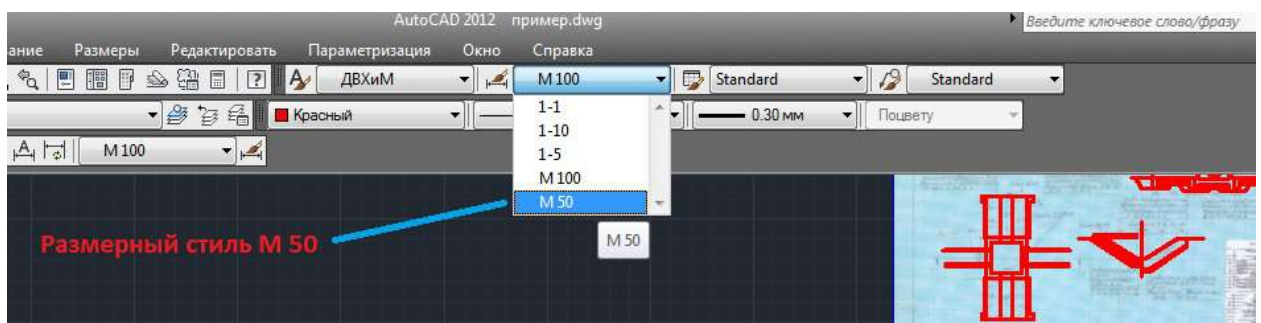 AutoCAD 2012 пример.dwg Введите ключевое слово/фразу
ание Размеры Редактировать Параметризация Окно Справка
ДВХиМ М 100 Standard Standard
Красный 0.30 мм Поцвету
М 100
1-1
1-10
1-5
М 100
М 50
Размерный стиль М 50
М 50